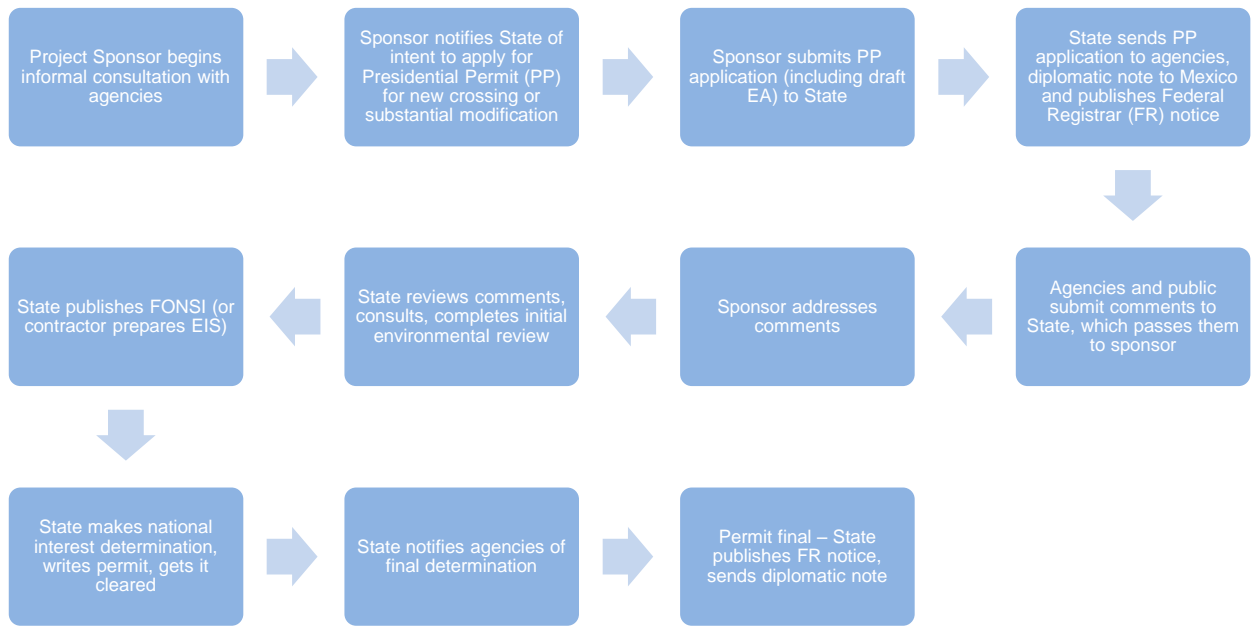 Project Sponsor begins
informal consultation with
agencies
Sponsor notifies State of
intent to apply for
Presidential Permit (PP)
for new crossing or
substantial modification
Sponsor submits PP
application (including draft
EA) to State
State sends PP
application to agencies,
diplomatic note to Mexico
and publishes Federal
Registrar (FR) notice
Agencies and public
submit comments to
State, which passes them
to sponsor
Sponsor addresses
comments
State reviews comments,
consults, completes initial
environmental review
State publishes FONSI (or
contractor prepares EIS)
State makes national
interest determination,
writes permit, gets it
cleared
State notifies agencies of
final determination
Permit final – State
publishes FR notice,
sends diplomatic note